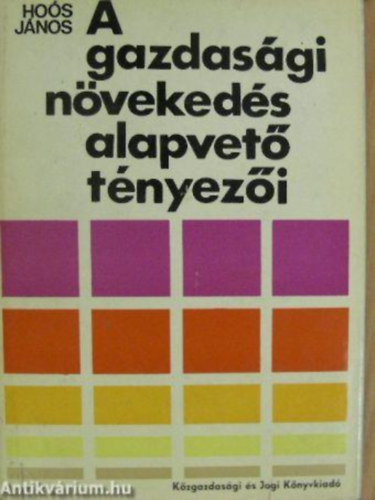 HOÓS
JÁNOS
A
gazdasági
növekedés
alapvető
tényezői
Közgazdasági és Jogi Könyvkiadó
Antikvárium.hu